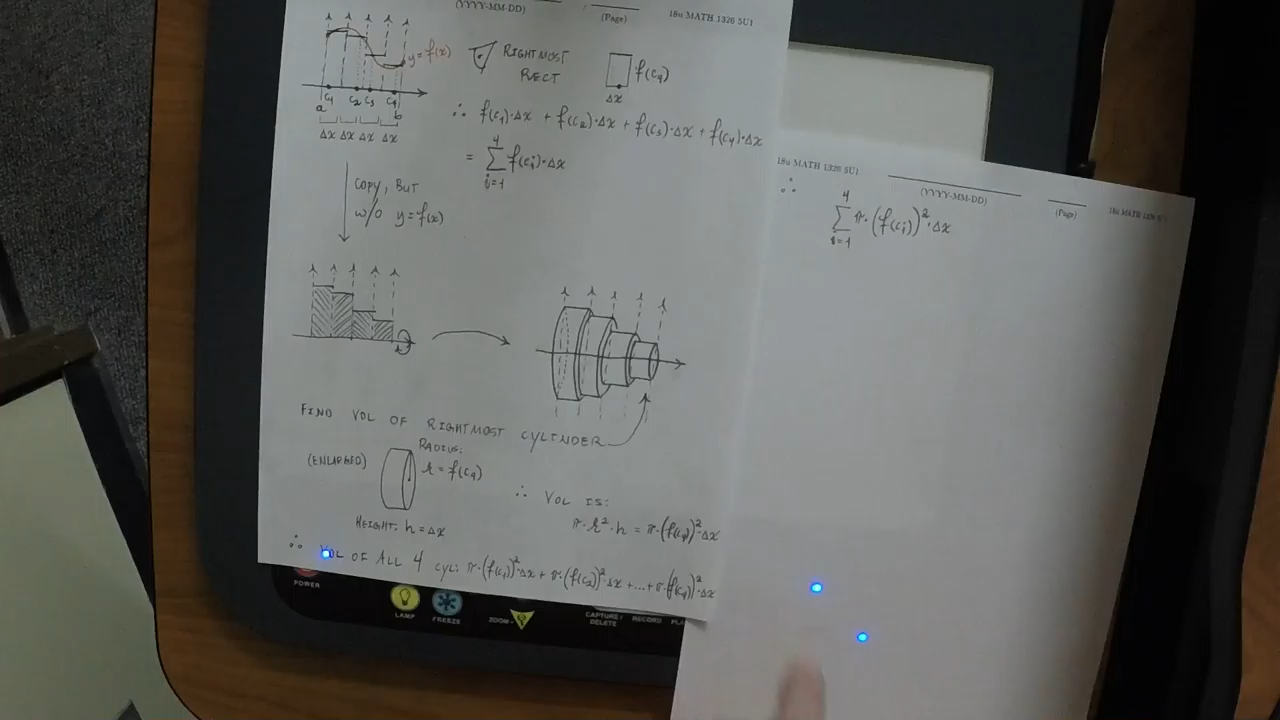 (YYYY-MM-DD) (Page) 18u MATH 1326 5U1
y = f(x)
RIGHTMOST
RECT
f(c₄)
Δx
c₁ c₂ c₃ c₄
a b
Δx Δx Δx Δx
∴ f(c₁)·Δx + f(c₂)·Δx + f(c₃)·Δx + f(c₄)·Δx
= 4∑i=1 f(cᵢ)·Δx
COPY, BUT
w/o y = f(x)
FIND VOL OF RIGHTMOST CYLINDER
(ENLARGED)
RADIUS:
r = f(c₄)
HEIGHT: h = Δx
∴ VOL IS:
π·r²·h = π·(f(c₄))²·Δx
∴ VOL OF ALL 4 CYL: π·(f(c₁))²·Δx + π·(f(c₂))²·Δx + ... + π·(f(c₄))²·Δx
POWER
LAMP
FREEZE
ZOOM
CAPTURE/
DELETE
RECORD
18u MATH 1326 5U1
(YYYY-MM-DD) (Page)
∴
4∑i=1 π·(f(cᵢ))²·Δx